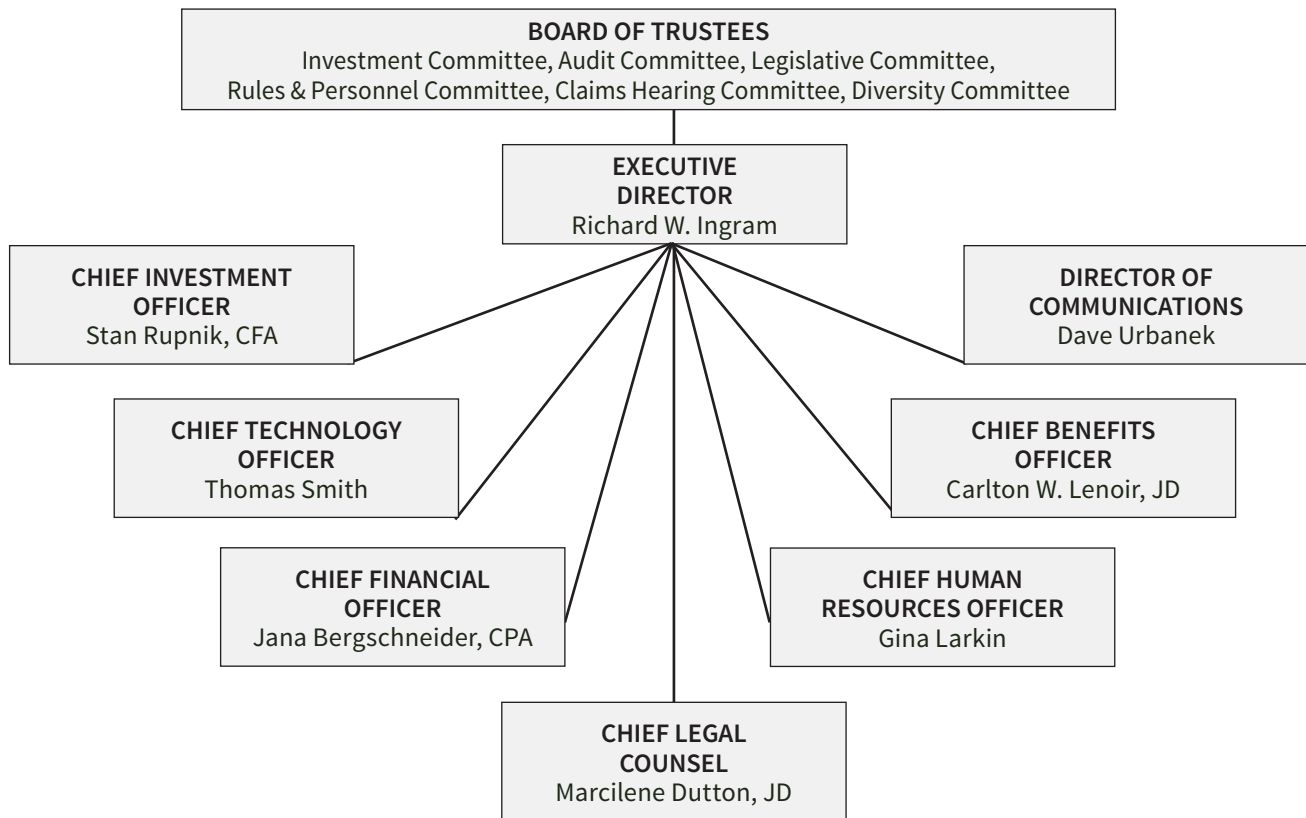 BOARD OF TRUSTEES
Investment Committee, Audit Committee, Legislative Committee,
Rules & Personnel Committee, Claims Hearing Committee, Diversity Committee
EXECUTIVE
DIRECTOR
Richard W. Ingram
CHIEF INVESTMENT
OFFICER
Stan Rupnik, CFA
DIRECTOR OF
COMMUNICATIONS
Dave Urbanek
CHIEF TECHNOLOGY
OFFICER
Thomas Smith
CHIEF BENEFITS
OFFICER
Carlton W. Lenoir, JD
CHIEF FINANCIAL
OFFICER
Jana Bergschneider, CPA
CHIEF HUMAN
RESOURCES OFFICER
Gina Larkin
CHIEF LEGAL
COUNSEL
Marcilene Dutton, JD